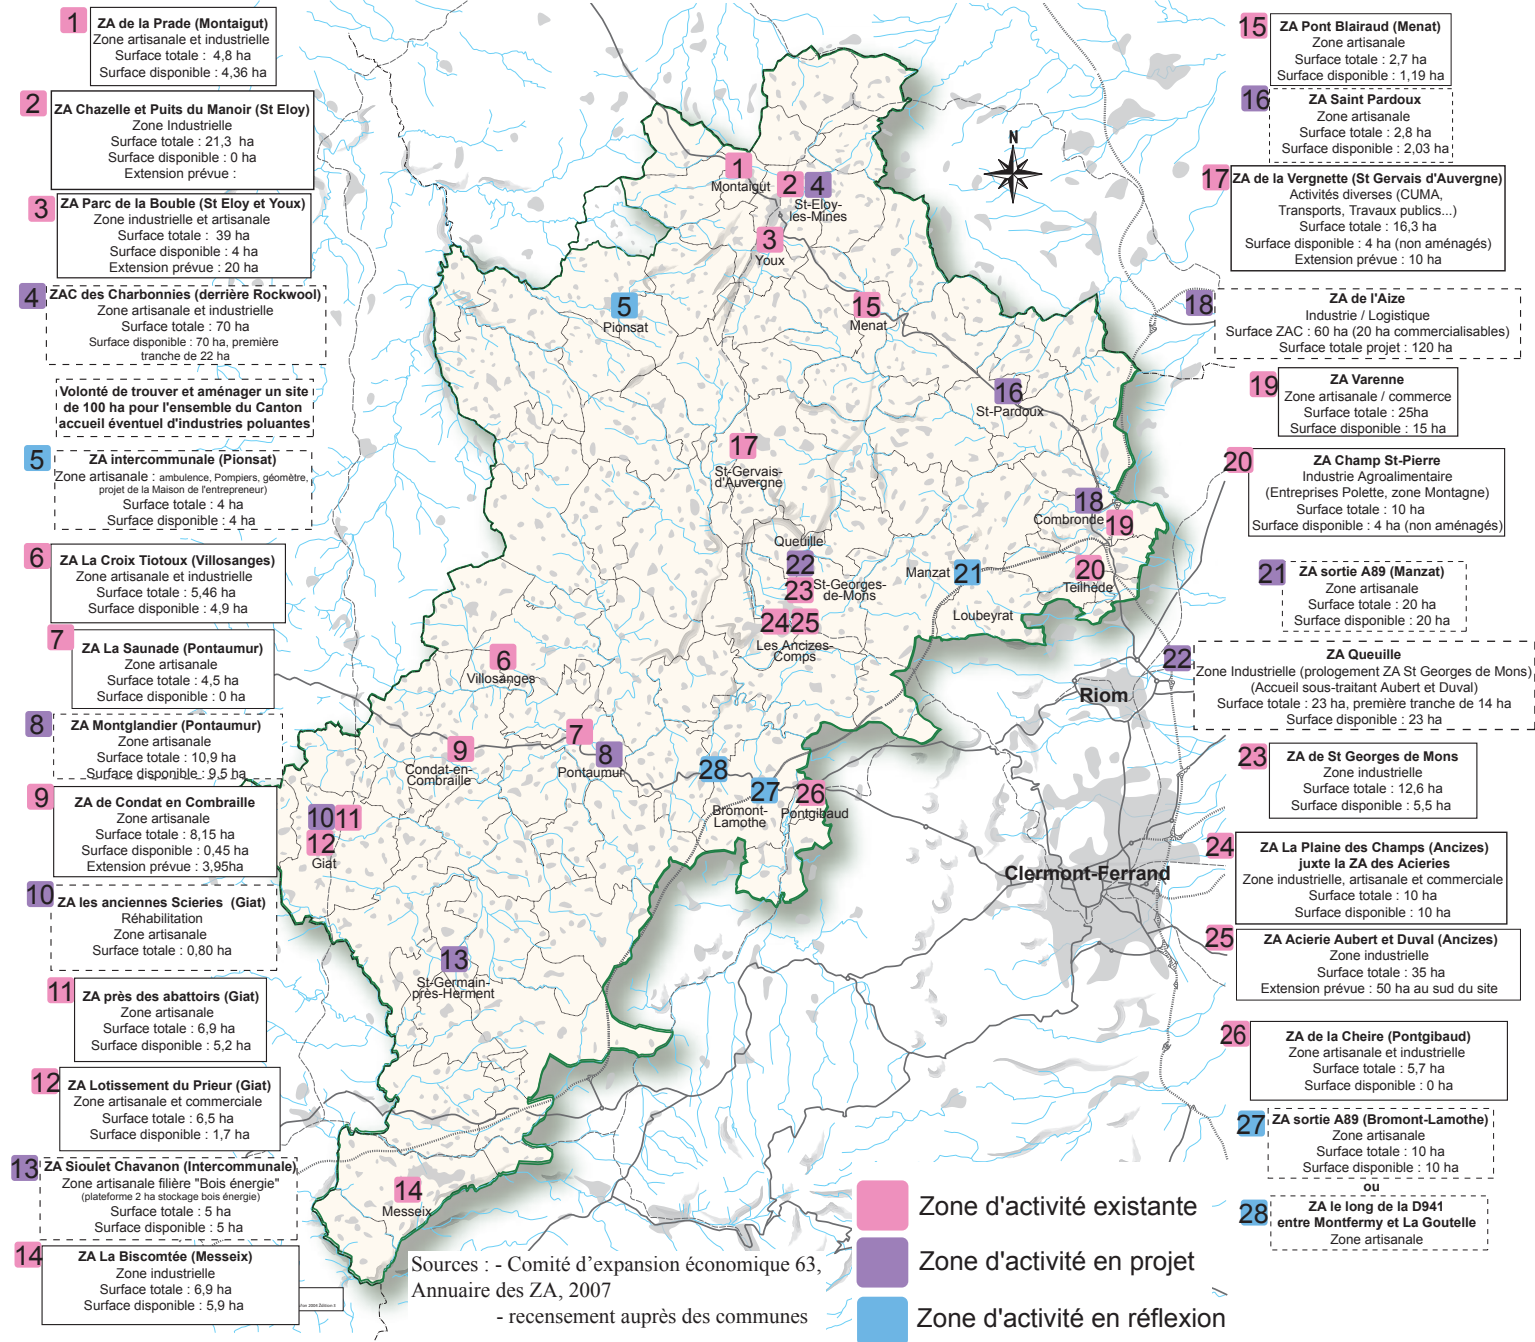 1
ZA de la Prade (Montaigut)
Zone artisanale et industrielle
Surface totale : 4,8 ha
Surface disponible : 4,36 ha
2
ZA Chazelle et Puits du Manoir (St Eloy)
Zone Industrielle
Surface totale : 21,3 ha
Surface disponible : 0 ha
Extension prévue :
3
ZA Parc de la Bouble (St Eloy et Youx)
Zone industrielle et artisanale
Surface totale : 39 ha
Surface disponible : 4 ha
Extension prévue : 20 ha
4
ZAC des Charbonnies (derrière Rockwool)
Zone artisanale et industrielle
Surface totale : 70 ha
Surface disponible : 70 ha, première
tranche de 22 ha
Volonté de trouver et aménager un site
de 100 ha pour l'ensemble du Canton
accueil éventuel d'industries poluantes
5
ZA intercommunale (Pionsat)
Zone artisanale : ambulence, Pompiers, géomètre,
projet de la Maison de l'entrepreneur)
Surface totale : 4 ha
Surface disponible : 4 ha
6
ZA La Croix Tiotoux (Villosanges)
Zone artisanale et industrielle
Surface totale : 5,46 ha
Surface disponible : 4,9 ha
7
ZA La Saunade (Pontaumur)
Zone artisanale
Surface totale : 4,5 ha
Surface disponible : 0 ha
8
ZA Montglandier (Pontaumur)
Zone artisanale
Surface totale : 10,9 ha
Surface disponible : 9,5 ha
9
ZA de Condat en Combraille
Zone artisanale
Surface totale : 8,15 ha
Surface disponible : 0,45 ha
Extension prévue : 3,95ha
10
ZA les anciennes Scieries (Giat)
Réhabilitation
Zone artisanale
Surface totale : 0,80 ha
11
ZA près des abattoirs (Giat)
Zone artisanale
Surface totale : 6,9 ha
Surface disponible : 5,2 ha
12
ZA Lotissement du Prieur (Giat)
Zone artisanale et commerciale
Surface totale : 6,5 ha
Surface disponible : 1,7 ha
13
ZA Sioulet Chavanon (Intercommunale)
Zone artisanale filière "Bois énergie"
(plateforme 2 ha stockage bois énergie)
Surface totale : 5 ha
Surface disponible : 5 ha
14
ZA La Biscomtée (Messeix)
Zone industrielle
Surface totale : 6,9 ha
Surface disponible : 5,9 ha
N
1
Montaigut
2
4
St-Eloy-
les-Mines
3
Youx
5
Pionsat
15
Menat
16
St-Pardoux
17
St-Gervais-
d'Auvergne
18
Combronde
19
Queuille
22
Manzat
21
20
Teilhède
23
St-Georges-
de-Mons
Loubeyrat
24
25
Les Ancizes-
Comps
6
Villosanges
Riom
7
8
Pontaumur
9
Condat-en-
Combraille
28
27
Bromont-
Lamothe
26
Pontgibaud
10
11
12
Giat
Clermont-Ferrand
13
St-Germain-
près-Herment
14
Messeix
15
ZA Pont Blairaud (Menat)
Zone artisanale
Surface totale : 2,7 ha
Surface disponible : 1,19 ha
16
ZA Saint Pardoux
Zone artisanale
Surface totale : 2,8 ha
Surface disponible : 2,03 ha
17
ZA de la Vergnette (St Gervais d'Auvergne)
Activités diverses (CUMA,
Transports, Travaux publics...)
Surface totale : 16,3 ha
Surface disponible : 4 ha (non aménagés)
Extension prévue : 10 ha
18
ZA de l'Aize
Industrie / Logistique
Surface ZAC : 60 ha (20 ha commercialisables)
Surface totale projet : 120 ha
19
ZA Varenne
Zone artisanale / commerce
Surface totale : 25ha
Surface disponible : 15 ha
20
ZA Champ St-Pierre
Industrie Agroalimentaire
(Entreprises Polette, zone Montagne)
Surface totale : 10 ha
Surface disponible : 4 ha (non aménagés)
21
ZA sortie A89 (Manzat)
Zone artisanale
Surface totale : 20 ha
Surface disponible : 20 ha
22
ZA Queuille
Zone Industrielle (prologement ZA St Georges de Mons)
(Accueil sous-traitant Aubert et Duval)
Surface totale : 23 ha, première tranche de 14 ha
Surface disponible : 23 ha
23
ZA de St Georges de Mons
Zone industrielle
Surface totale : 12,6 ha
Surface disponible : 5,5 ha
24
ZA La Plaine des Champs (Ancizes)
juxte la ZA des Acieries
Zone industrielle, artisanale et commerciale
Surface totale : 10 ha
Surface disponible : 10 ha
25
ZA Acierie Aubert et Duval (Ancizes)
Zone industrielle
Surface totale : 35 ha
Extension prévue : 50 ha au sud du site
26
ZA de la Cheire (Pontgibaud)
Zone artisanale et industrielle
Surface totale : 5,7 ha
Surface disponible : 0 ha
27
ZA sortie A89 (Bromont-Lamothe)
Zone artisanale
Surface totale : 10 ha
Surface disponible : 10 ha
ou
28
ZA le long de la D941
entre Montfermy et La Goutelle
Zone artisanale
Zone d'activité existante
Zone d'activité en projet
Zone d'activité en réflexion
Sources : - Comité d'expansion économique 63,
Annuaire des ZA, 2007
- recensement auprès des communes